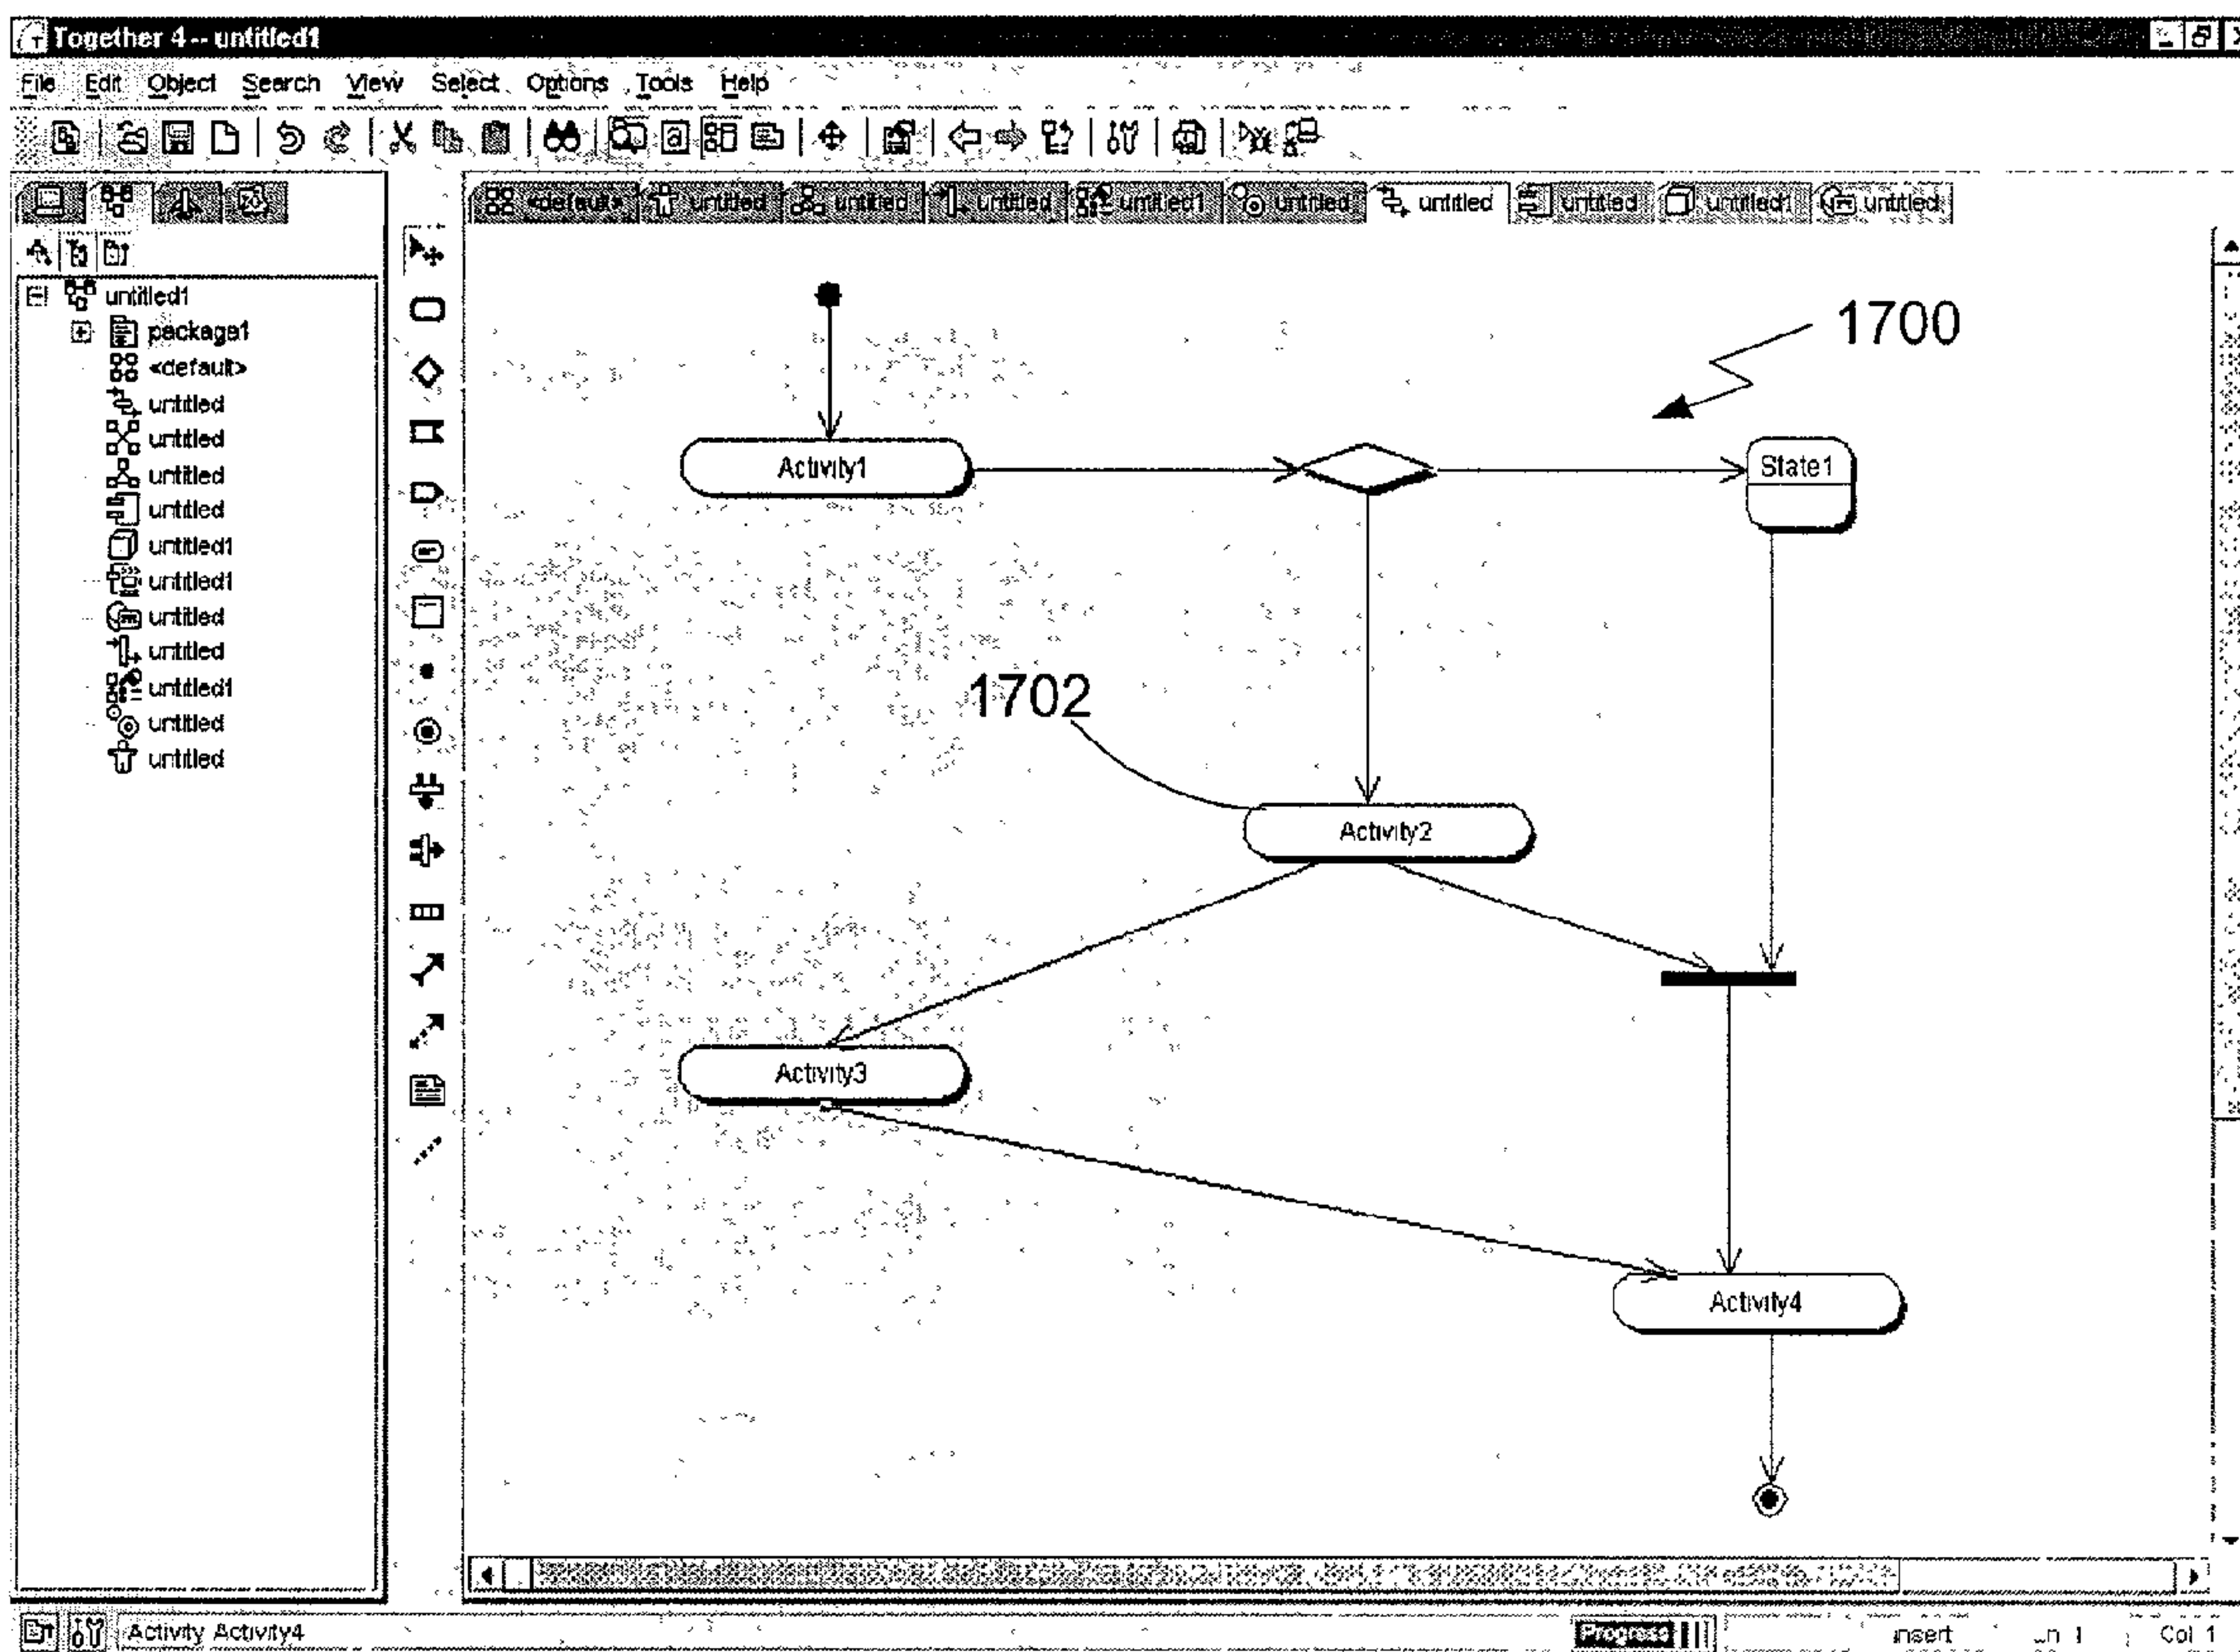 Together 4 -- untitled1
File Edit Object Search View Select Options Tools Help
<default> untitled untitled untitled untitled1 untitled untitled untitled untitled1 untitled
untitled1
package1
<default>
untitled
untitled
untitled
untitled
untitled1
untitled1
untitled
untitled
untitled1
untitled
untitled
1700
Activity1
State1
1702
Activity2
Activity3
Activity4
Activity Activity4
Progress
insert
Col 1